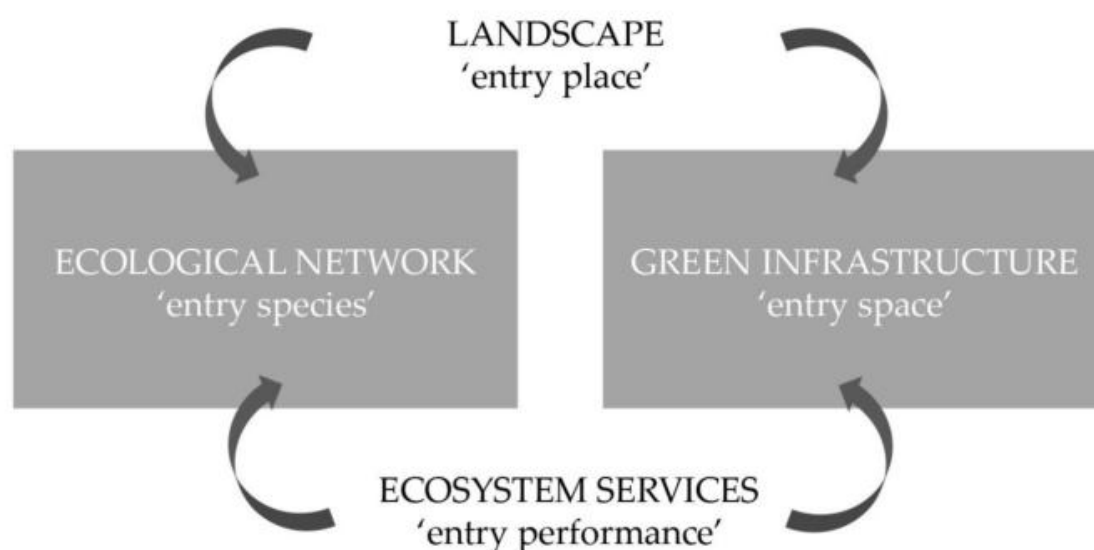 LANDSCAPE
‘entry place’
ECOLOGICAL NETWORK
‘entry species’
GREEN INFRASTRUCTURE
‘entry space’
ECOSYSTEM SERVICES
‘entry performance’